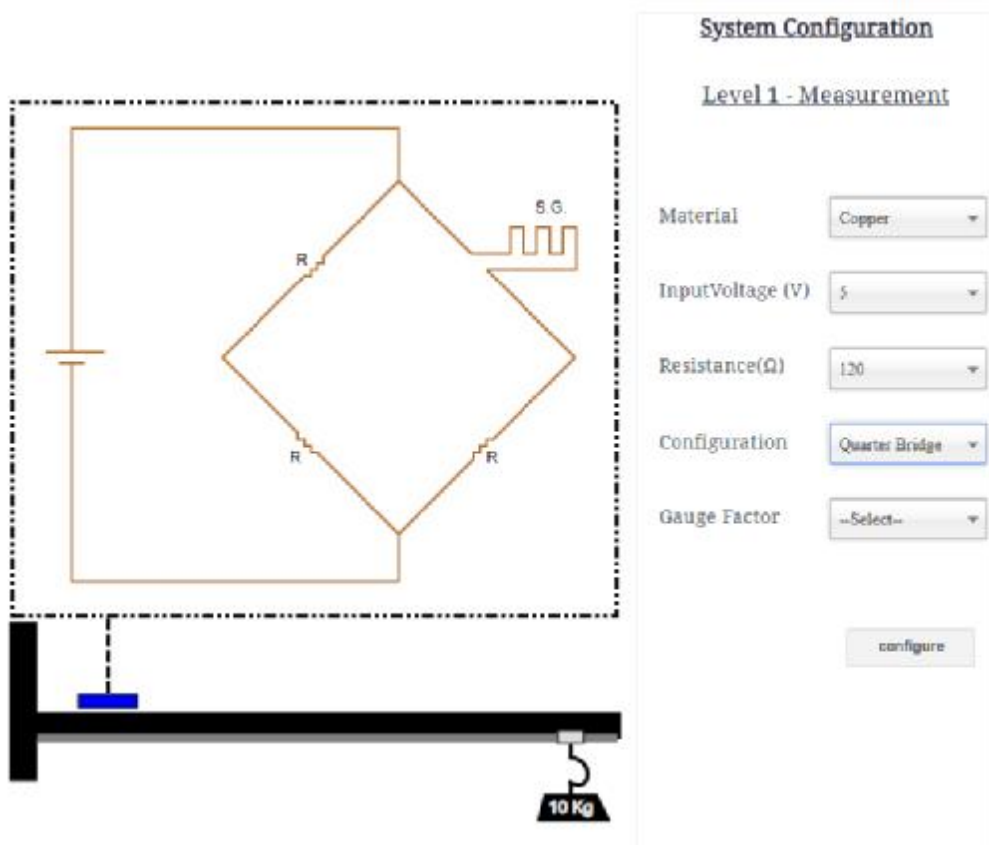 System Configuration
Level 1 - Measurement
S.G.
R
R
R
Material Copper
InputVoltage (V) 5
Resistance(Ω) 120
Configuration Quarter Bridge
Gauge Factor --Select--
configure
10 Kg